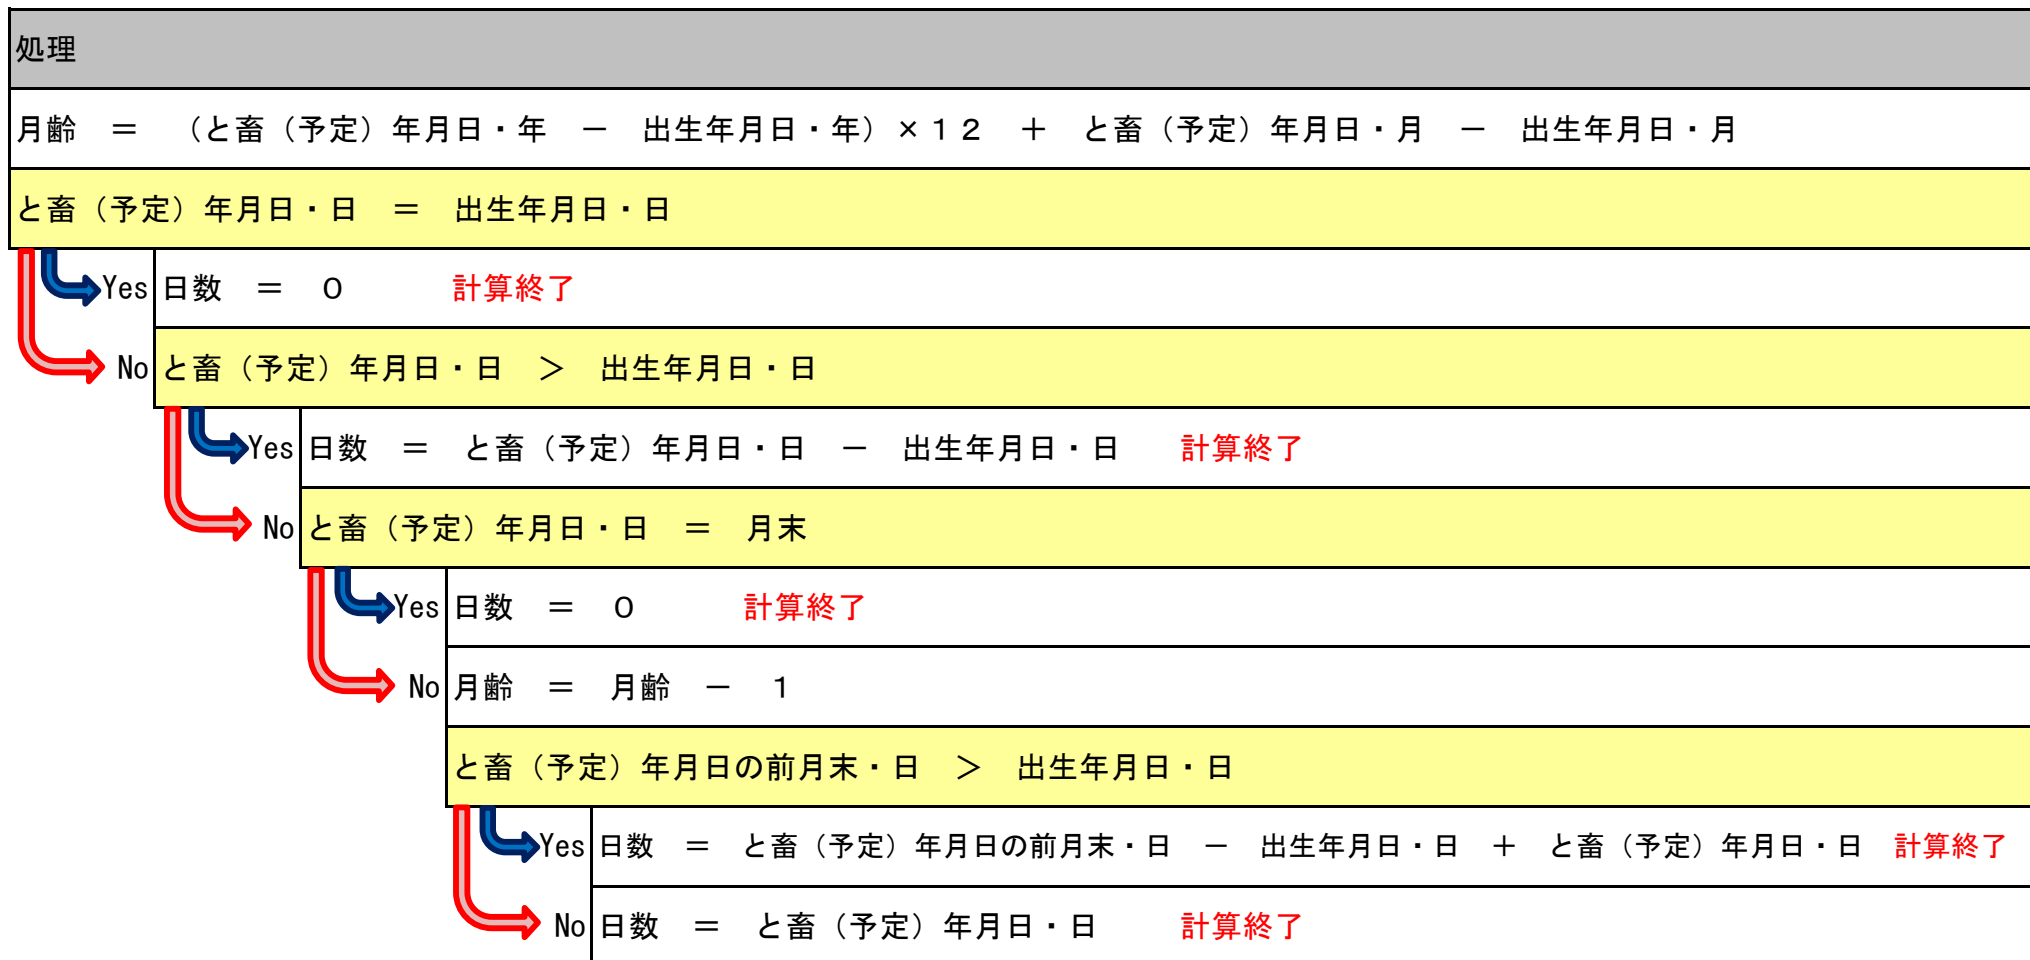 処理
月齢　＝　（と畜（予定）年月日・年　－　出生年月日・年）×１２　＋　と畜（予定）年月日・月　－　出生年月日・月
と畜（予定）年月日・日　＝　出生年月日・日
Yes 日数　＝　０　　　計算終了
No と畜（予定）年月日・日　＞　出生年月日・日
Yes 日数　＝　と畜（予定）年月日・日　－　出生年月日・日　　計算終了
No と畜（予定）年月日・日　＝　月末
Yes 日数　＝　０　　　計算終了
No 月齢　＝　月齢　－　１
と畜（予定）年月日の前月末・日　＞　出生年月日・日
Yes 日数　＝　と畜（予定）年月日の前月末・日　－　出生年月日・日　＋　と畜（予定）年月日・日　計算終了
No 日数　＝　と畜（予定）年月日・日　　計算終了